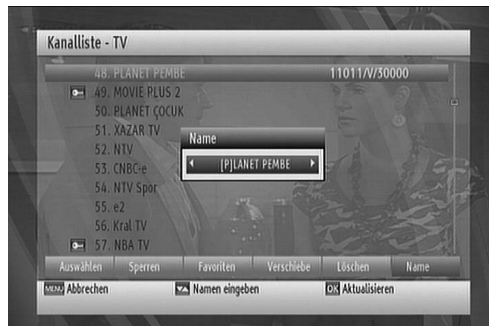 Kanalliste - TV
48. PLANET PEMBE 11011/V/30000
49. MOVIE PLUS 2
50. PLANET ÇOCUK
51. XAZAR TV
52. NTV
53. CNBC-e
54. NTV Spor
55. e2
56. Kral TV
57. NBA TV
Name
[P]LANET PEMBE
Auswählen Sperren Favoriten Verschiebe Löschen Name
MENU Abbrechen Namen eingeben OK Aktualisieren